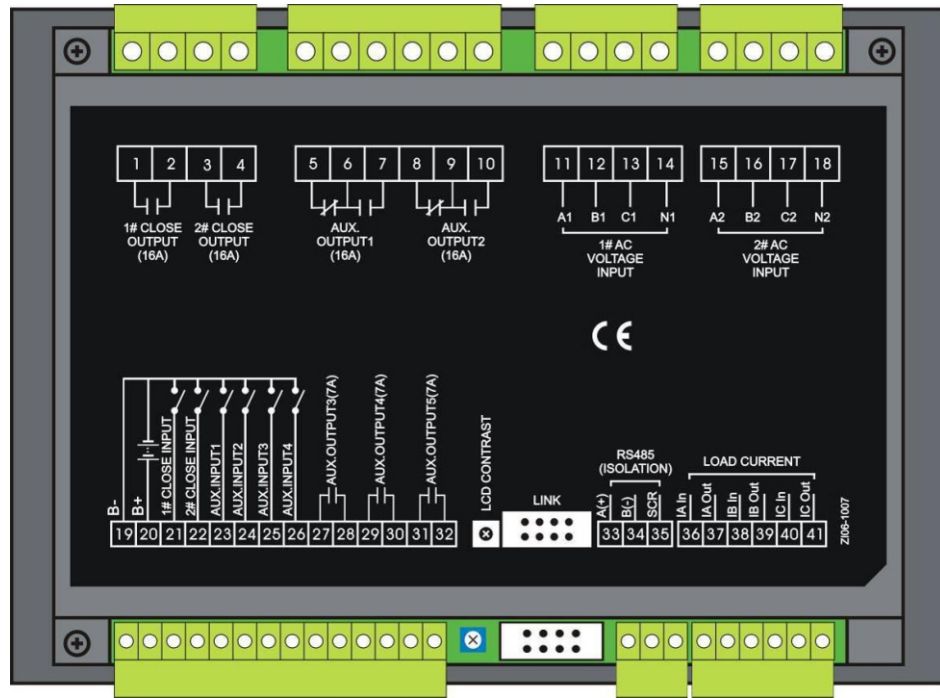 1 2 3 4
5 6 7 8 9 10
11 12 13 14
15 16 17 18
1# CLOSE
OUTPUT
(16A)
2# CLOSE
OUTPUT
(16A)
AUX.
OUTPUT1
(16A)
AUX.
OUTPUT2
(16A)
A1 B1 C1 N1
1# AC
VOLTAGE
INPUT
A2 B2 C2 N2
2# AC
VOLTAGE
INPUT
CE
B-
B+
1# CLOSE INPUT
2# CLOSE INPUT
AUX.INPUT1
AUX.INPUT2
AUX.INPUT3
AUX.INPUT4
AUX.OUTPUT3(7A)
AUX.OUTPUT4(7A)
AUX.OUTPUT5(7A)
LCD CONTRAST
LINK
RS485
(ISOLATION)
A(+)
B(-)
SCR
LOAD CURRENT
IA In
IA Out
IB In
IB Out
IC In
IC Out
19 20 21 22 23 24 25 26 27 28 29 30 31 32
33 34 35
36 37 38 39 40 41
ZI06-1007